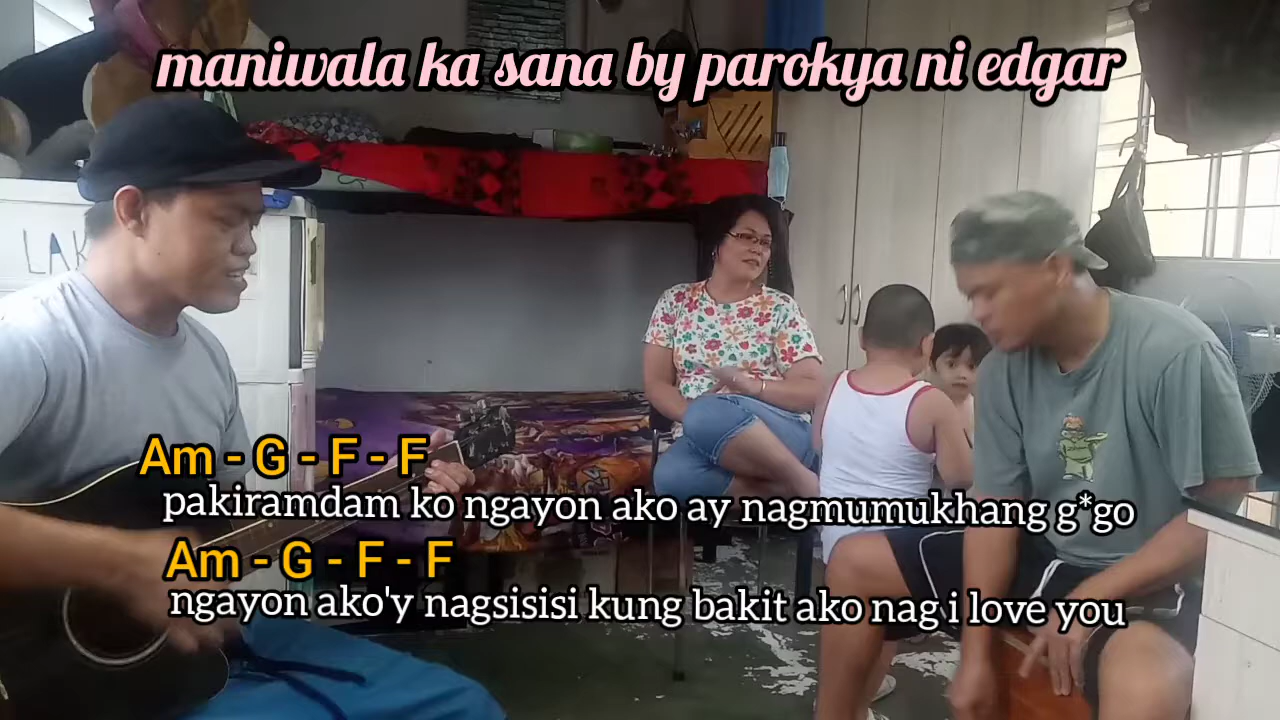 maniwala ka sana by parokya ni edgar
LAK
Am - G - F - F
pakiramdam ko ngayon ako ay nagmumukhang g*go
Am - G - F - F
ngayon ako'y nagsisisi kung bakit ako nag i love you